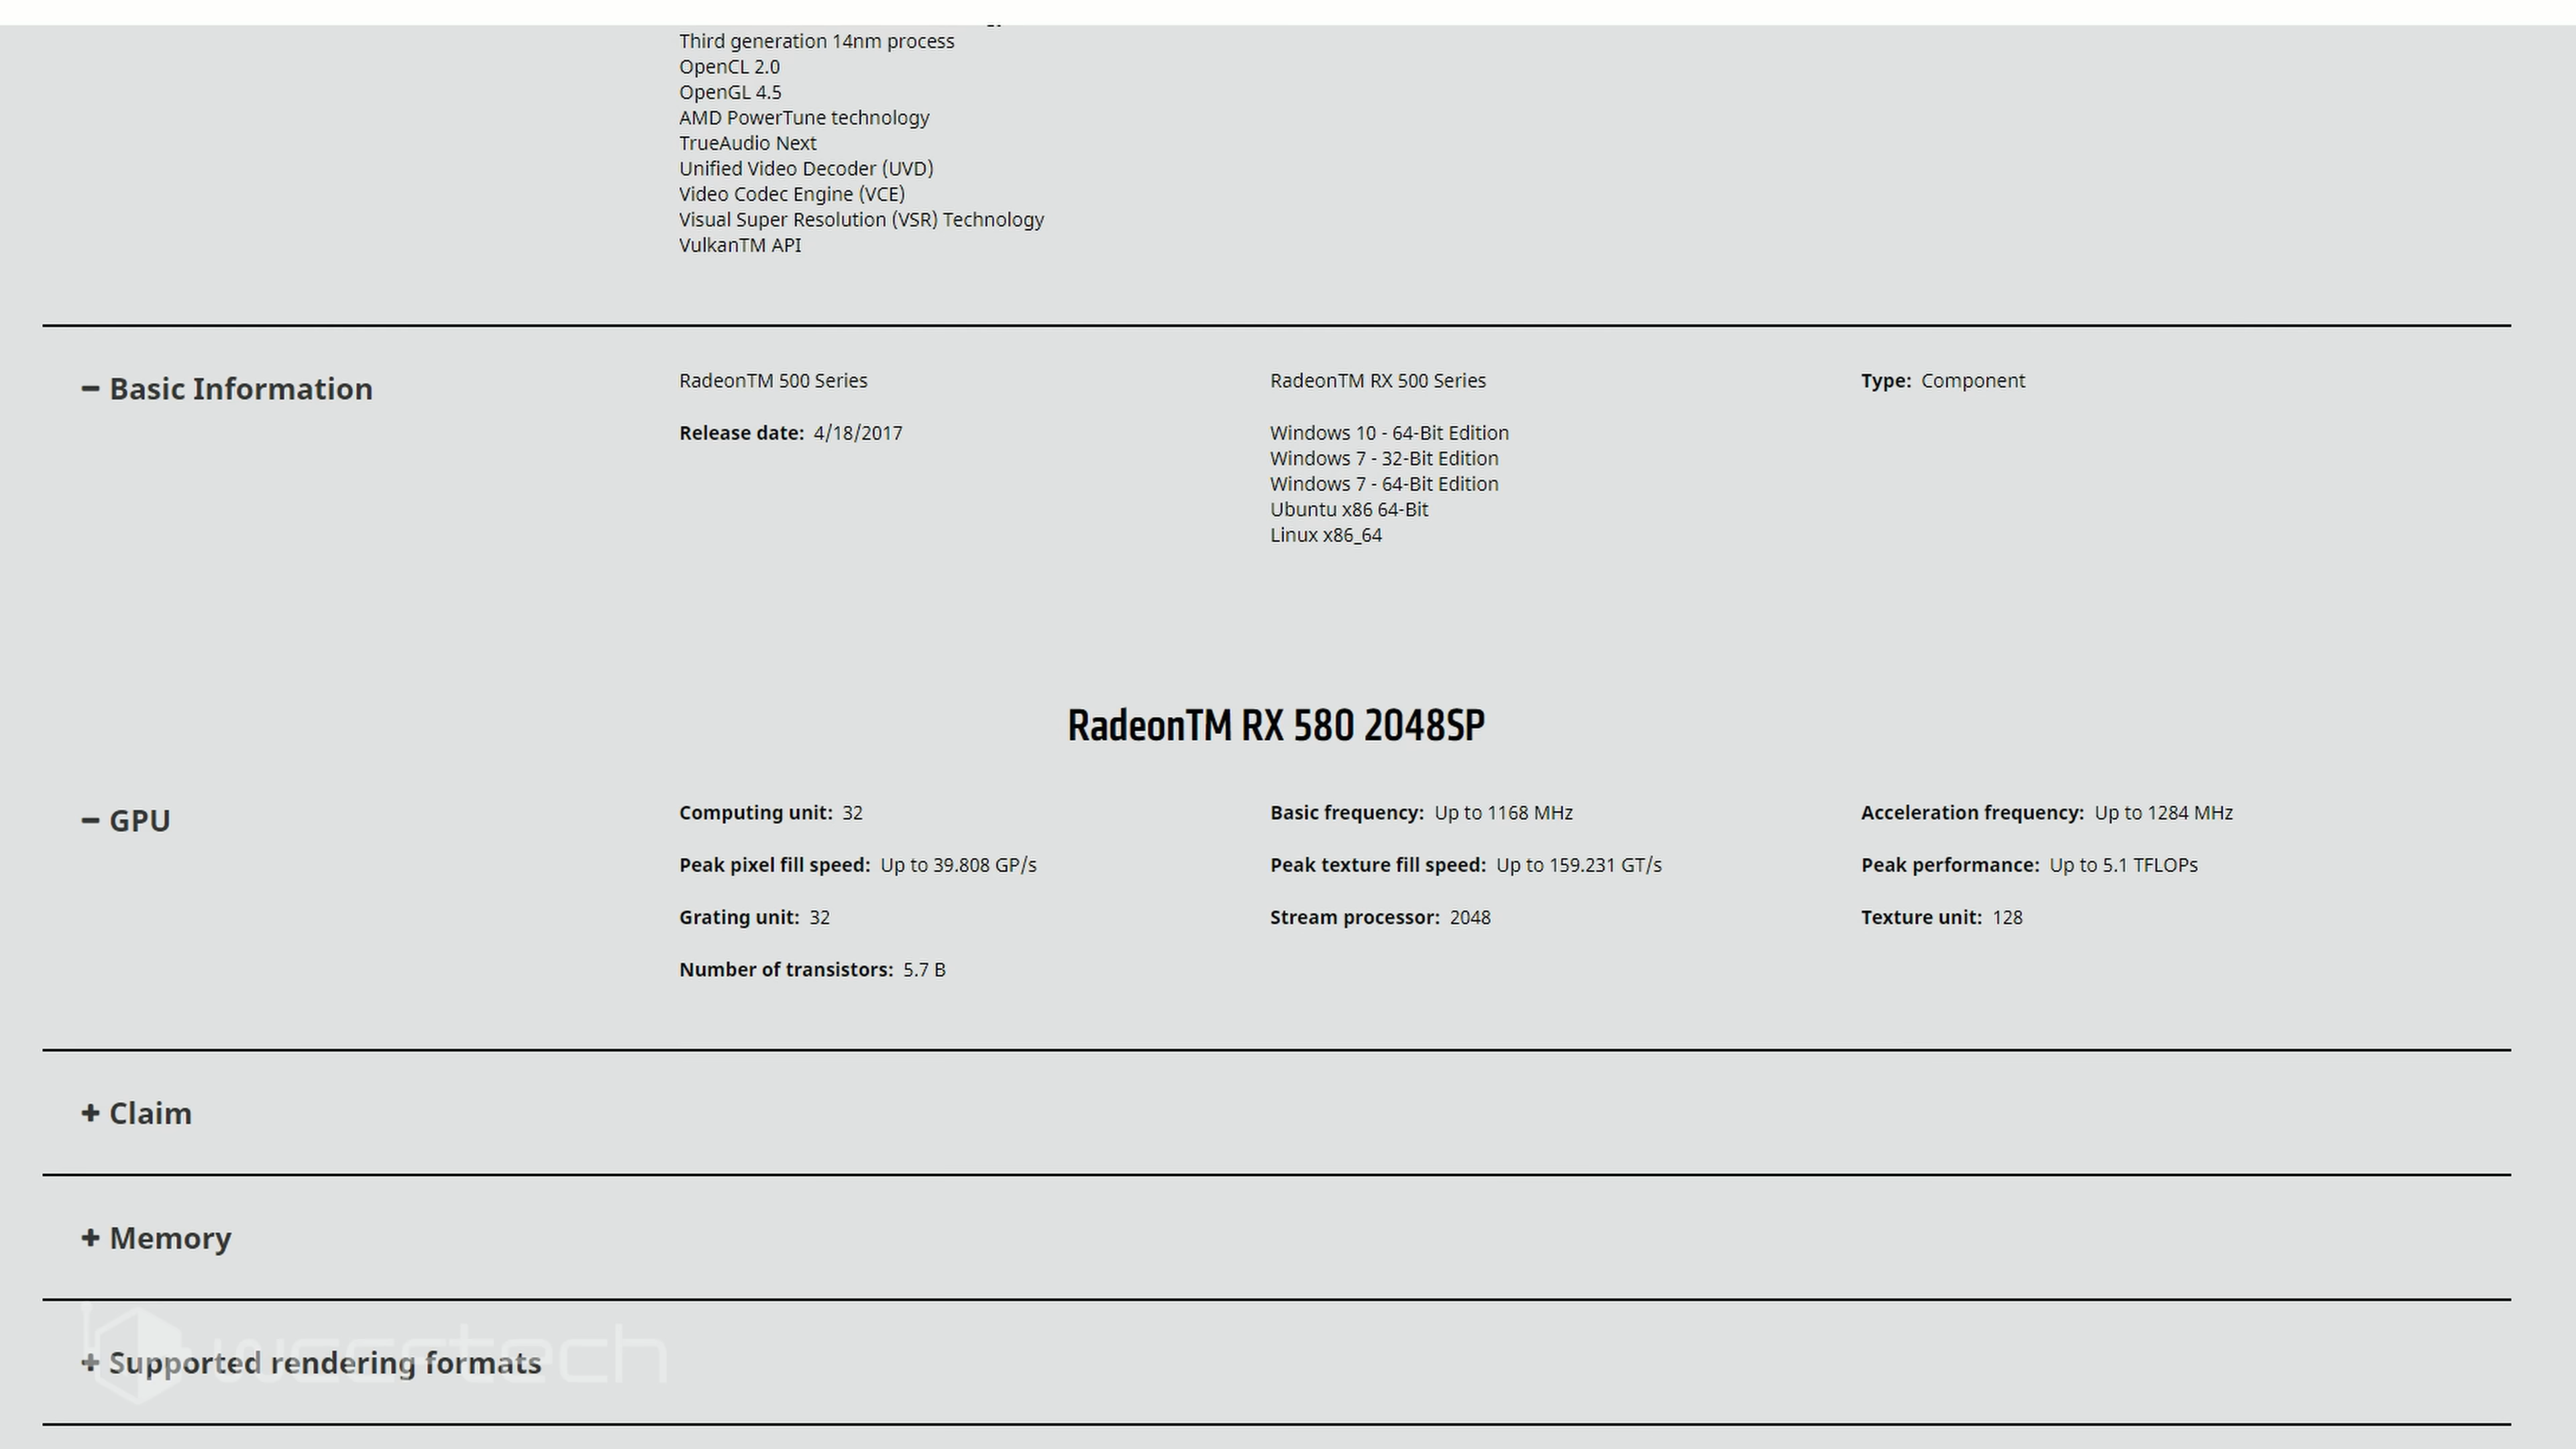 Third generation 14nm process
OpenCL 2.0
OpenGL 4.5
AMD PowerTune technology
TrueAudio Next
Unified Video Decoder (UVD)
Video Codec Engine (VCE)
Visual Super Resolution (VSR) Technology
VulkanTM API
− Basic Information
RadeonTM 500 Series
RadeonTM RX 500 Series
Type: Component
Release date: 4/18/2017
Windows 10 - 64-Bit Edition
Windows 7 - 32-Bit Edition
Windows 7 - 64-Bit Edition
Ubuntu x86 64-Bit
Linux x86_64
RadeonTM RX 580 2048SP
− GPU
Computing unit: 32
Basic frequency: Up to 1168 MHz
Acceleration frequency: Up to 1284 MHz
Peak pixel fill speed: Up to 39.808 GP/s
Peak texture fill speed: Up to 159.231 GT/s
Peak performance: Up to 5.1 TFLOPs
Grating unit: 32
Stream processor: 2048
Texture unit: 128
Number of transistors: 5.7 B
+ Claim
+ Memory
+ Supported rendering formats
wccftech